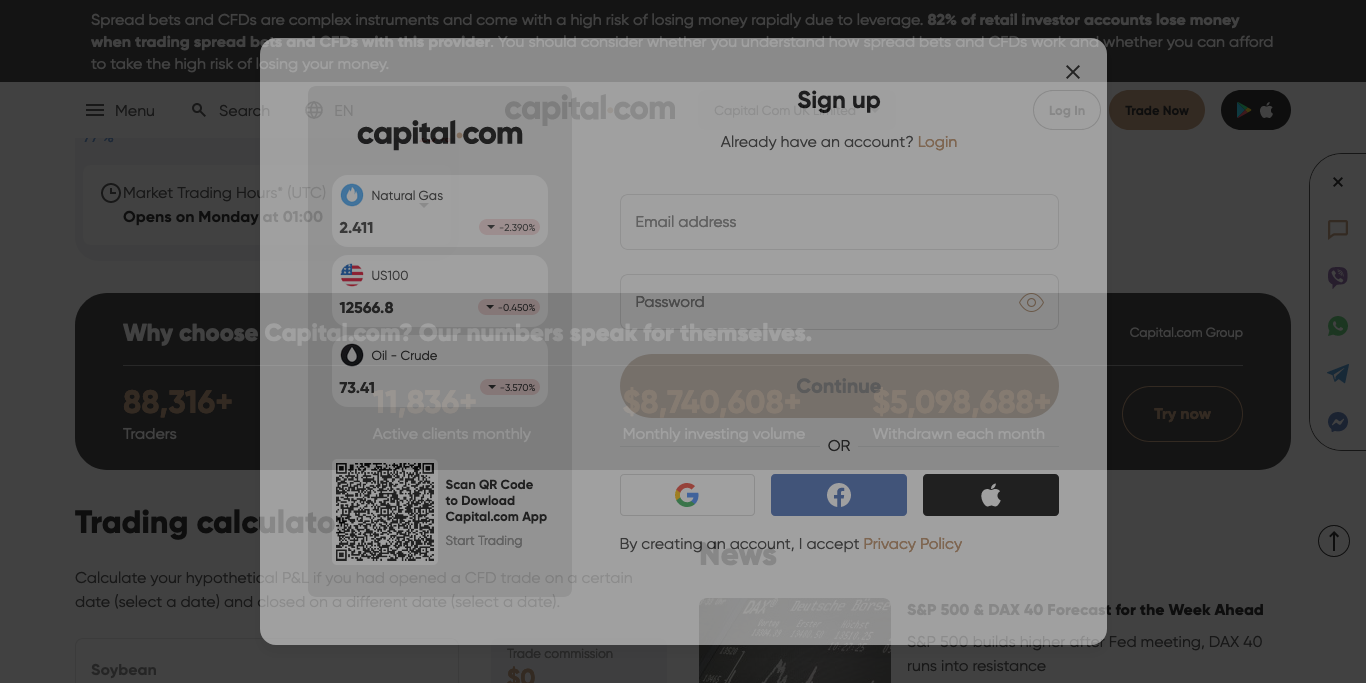 Spread bets and CFDs are complex instruments and come with a high risk of losing money rapidly due to leverage. 82% of retail investor accounts lose money
when trading spread bets and CFDs with this provider. You should consider whether you understand how spread bets and CFDs work and whether you can afford
to take the high risk of losing your money.
Menu
Search
EN
capital.com
Capital Com UK Limited
Log In
Trade Now
Market Trading Hours* (UTC)
Opens on Monday at 01:00
capital.com
Natural Gas
2.411
-2.390%
US100
12566.8
-0.450%
Oil - Crude
73.41
-3.570%
Scan QR Code
to Dowload
Capital.com App
Start Trading
Sign up
Already have an account? Login
Email address
Password
Continue
OR
By creating an account, I accept Privacy Policy
Why choose Capital.com? Our numbers speak for themselves.
Capital.com Group
88,316+
Traders
11,836+
Active clients monthly
$8,740,608+
Monthly investing volume
$5,098,688+
Withdrawn each month
Try now
Trading calculator
Calculate your hypothetical P&L if you had opened a CFD trade on a certain
date (select a date) and closed on a different date (select a date).
Soybean
Trade commission
$0
News
DAX
Deutsche Börse
S&P 500 & DAX 40 Forecast for the Week Ahead
S&P 500 builds higher after Fed meeting, DAX 40
runs into resistance